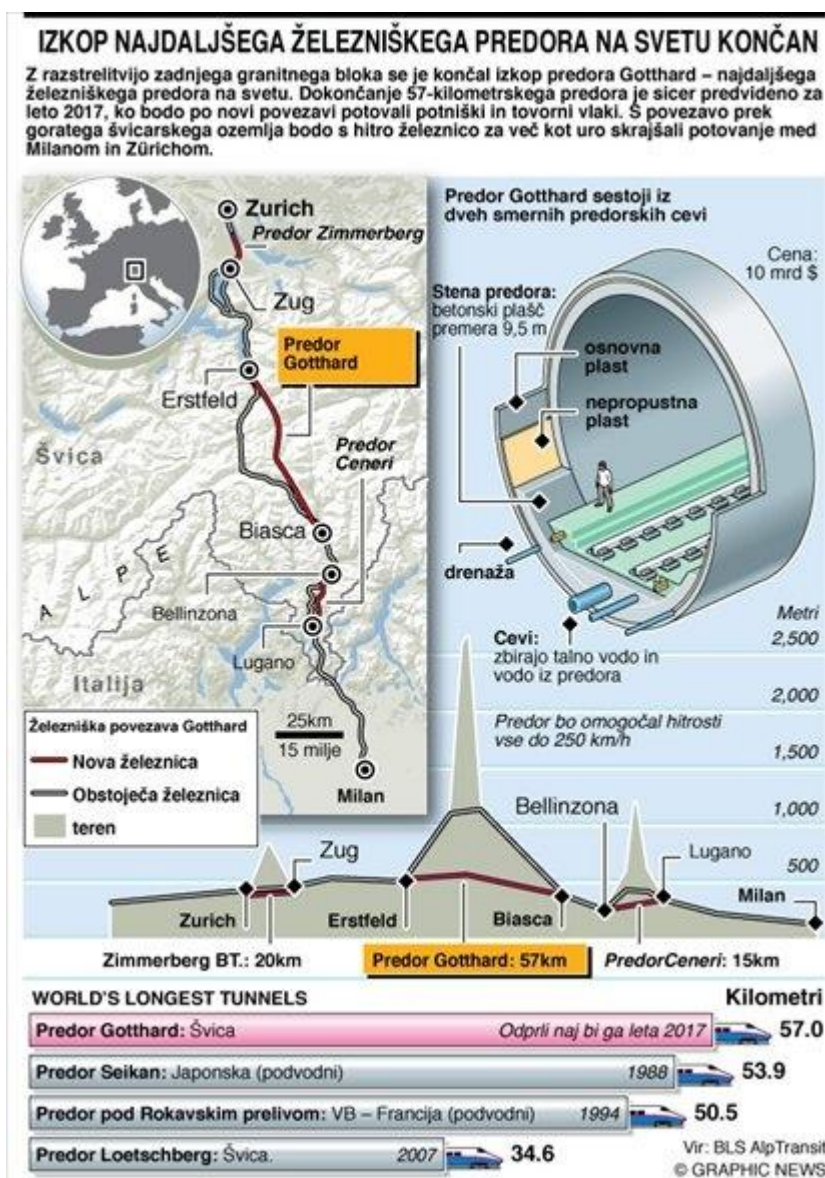 IZKOP NAJDALJŠEGA ŽELEZNIŠKEGA PREDORA NA SVETU KONČAN
Z razstrelitvijo zadnjega granitnega bloka se je končal izkop predora Gotthard – najdaljšega
železniškega predora na svetu. Dokončanje 57-kilometrskega predora je sicer predvideno za
leto 2017, ko bodo po novi povezavi potovali potniški in tovorni vlaki. S povezavo prek
goratega švicarskega ozemlja bodo s hitro železnico za več kot uro skrajšali potovanje med
Milanom in Zürichom.
Zurich
Predor Zimmerberg
Zug
Predor
Gotthard
Erstfeld
Predor
Ceneri
Švica
Biasca
ALPE
Bellinzona
Lugano
Italija
25km
15 milje
Milan
Železniška povezava Gotthard
Nova železnica
Obstoječa železnica
teren
Predor Gotthard sestoji iz
dveh smernih predorskih cevi
Cena:
10 mrd $
Stena predora:
betonski plašč
premera 9,5 m
osnovna
plast
nepropustna
plast
drenaža
Cevi:
zbirajo talno vodo in
vodo iz predora
Metri
2,500
2,000
Predor bo omogočal hitrosti
vse do 250 km/h
1,500
1,000
500
Bellinzona
Lugano
Zug
Milan
Zurich
Erstfeld
Biasca
Zimmerberg BT.: 20km
Predor Gotthard: 57km
PredorCeneri: 15km
WORLD'S LONGEST TUNNELS
Kilometri
Predor Gotthard: Švica
Odprli naj bi ga leta 2017
57.0
Predor Seikan: Japonska (podvodni)
1988
53.9
Predor pod Rokavskim prelivom: VB – Francija (podvodni)
1994
50.5
Predor Loetschberg: Švica.
2007
34.6
Vir: BLS AlpTransit
© GRAPHIC NEWS